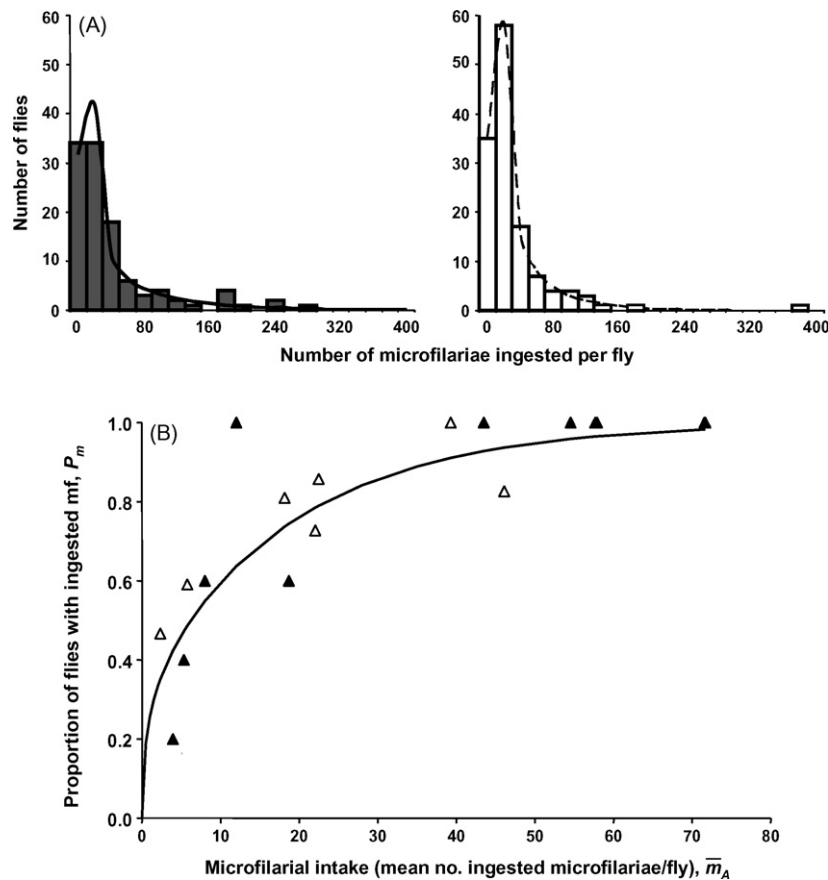 (A)
60
50
40
30
20
10
0
Number of flies
0 80 160 240 320 400
60
50
40
30
20
10
0
0 80 160 240 320 400
Number of microfilariae ingested per fly
(B)
1.0
0.8
0.6
0.4
0.2
0.0
Proportion of flies with ingested mf, Pm
0 10 20 30 40 50 60 70 80
Microfilarial intake (mean no. ingested microfilariae/fly), m̅A